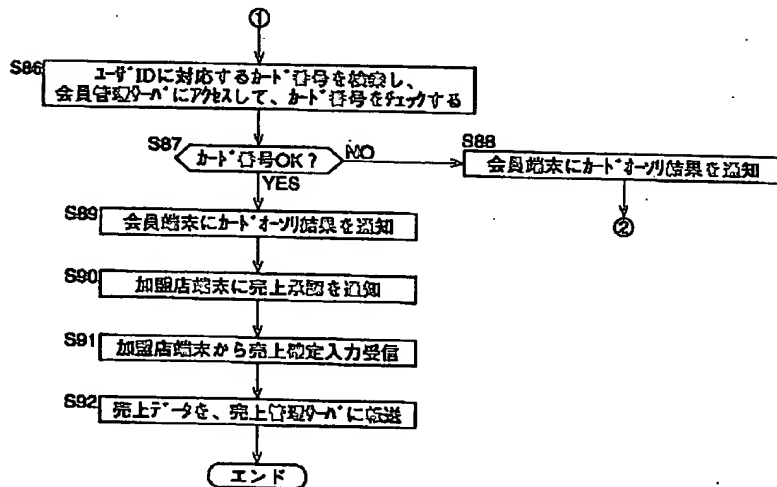 ①
S86
ユーザIDに対応するカード番号を検索し、
会員管理サーバにアクセスして、カード番号をチェックする
S87
カード番号OK?
NO
YES
S88
会員端末にカードオーソリ結果を通知
②
S89
会員端末にカードオーソリ結果を通知
S90
加盟店端末に売上承認を通知
S91
加盟店端末から売上確定入力受信
S92
売上データを、売上管理サーバに転送
エンド